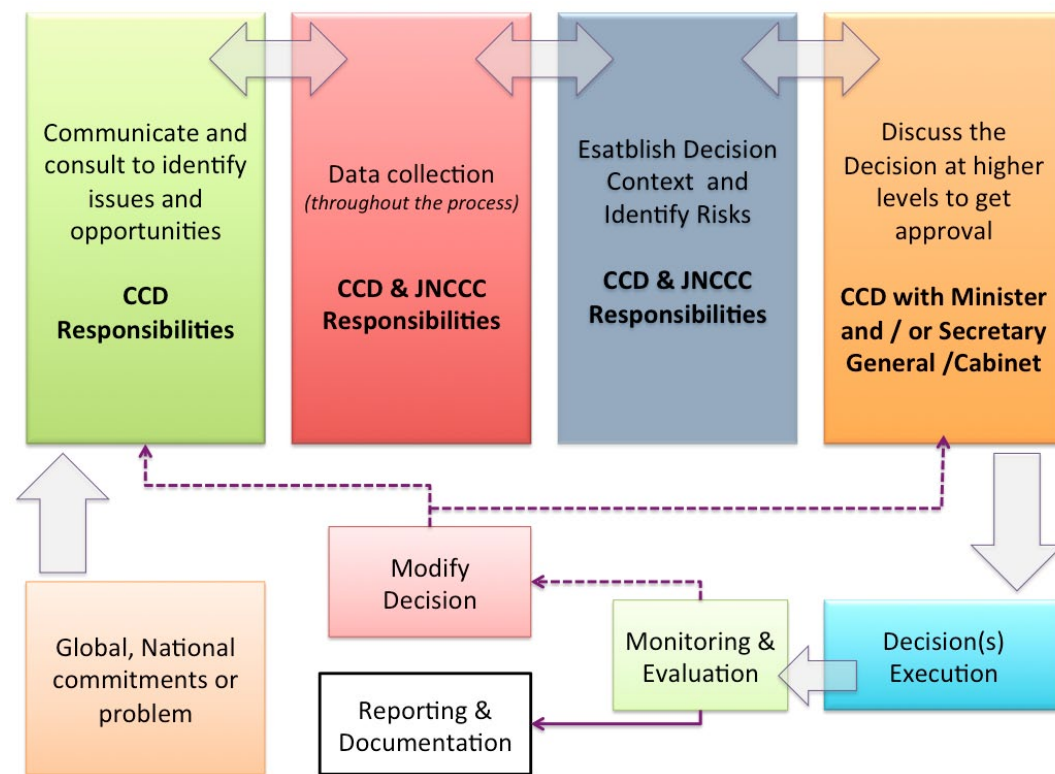 Communicate and
consult to identify
issues and
opportunities
CCD
Responsibilities
Data collection
(throughout the process)
CCD & JNCCC
Responsibilities
Esatblish Decision
Context and
Identify Risks
CCD & JNCCC
Responsibilities
Discuss the
Decision at higher
levels to get
approval
CCD with Minister
and / or Secretary
General /Cabinet
Modify
Decision
Global, National
commitments or
problem
Monitoring &
Evaluation
Decision(s)
Execution
Reporting &
Documentation